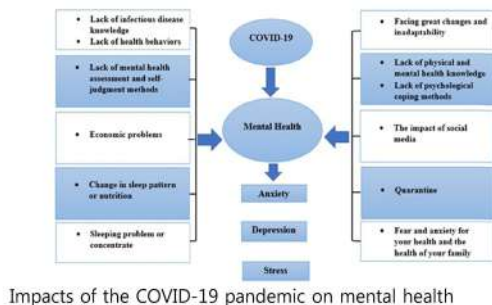 • Lack of infectious disease
knowledge
• Lack of health behaviors
• Lack of mental health
assessment and self-
judgment methods
• Economic problems
• Change in sleep pattern
or nutrition
• Sleeping problem or
concentrate
COVID-19
Mental Health
Anxiety
Depression
Stress
• Facing great changes and
inadaptability
• Lack of physical and
mental health knowledge
• Lack of psychological
coping methods
• The impact of social
media
• Quarantine
• Fear and anxiety for
your health and the
health of your family
Impacts of the COVID-19 pandemic on mental health